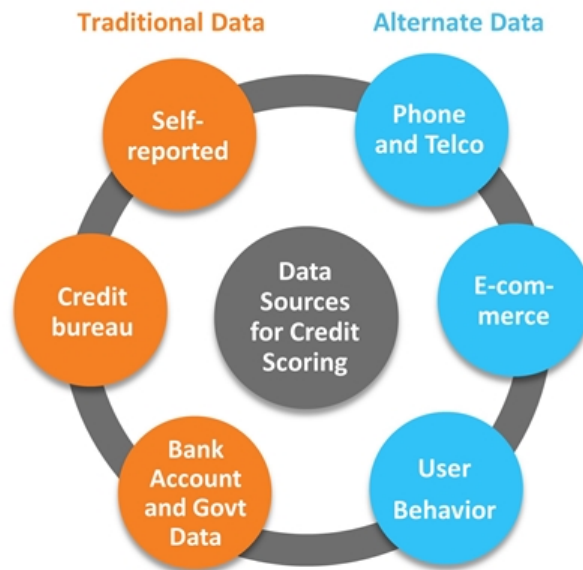 Traditional Data
Alternate Data
Self-
reported
Phone
and Telco
Credit
bureau
Data
Sources
for Credit
Scoring
E-com-
merce
Bank
Account
and Govt
Data
User
Behavior